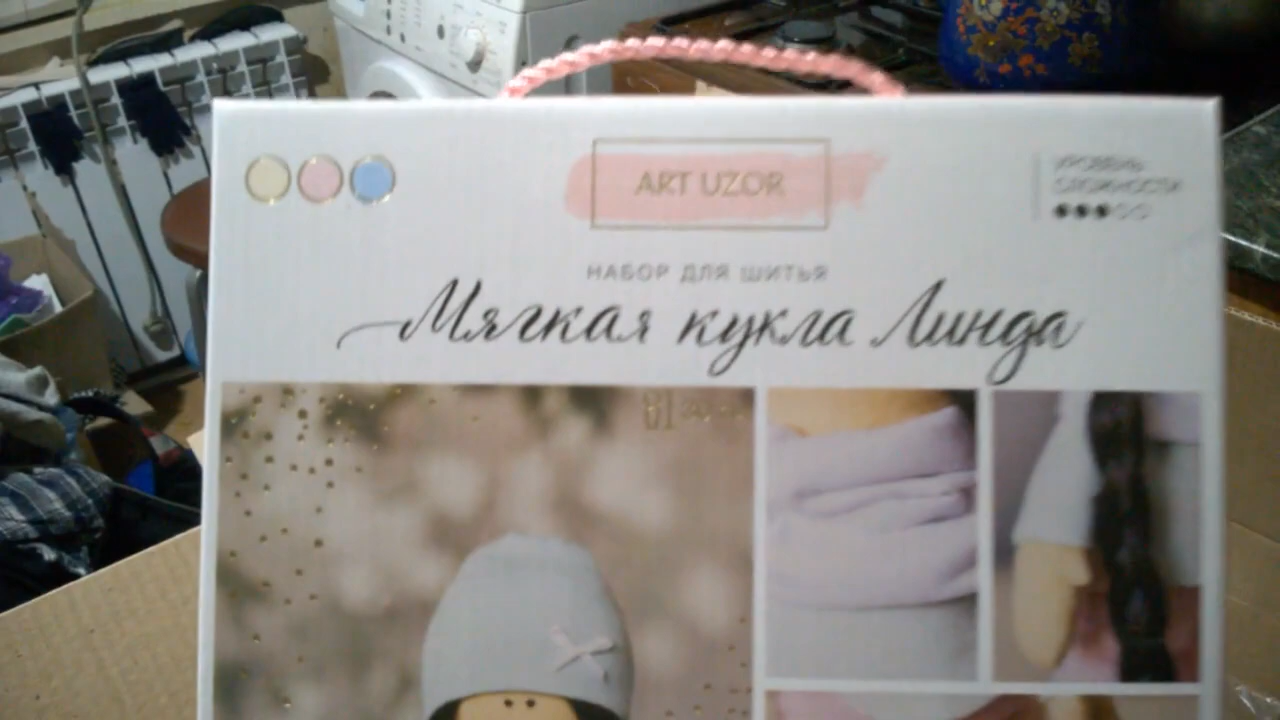 ART UZOR
УРОВЕНЬ
СЛОЖНОСТИ
НАБОР ДЛЯ ШИТЬЯ
Мягкая кукла Линда